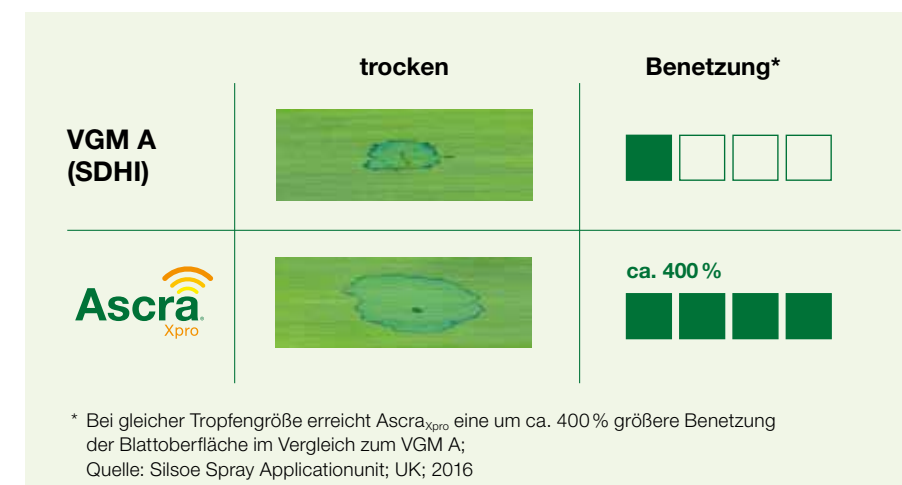 trocken
Benetzung*
VGM A
(SDHI)
Ascra
Xpro
ca. 400 %
* Bei gleicher Tropfengröße erreicht AscraXpro eine um ca. 400 % größere Benetzung
der Blattoberfläche im Vergleich zum VGM A;
Quelle: Silsoe Spray Applicationunit; UK; 2016